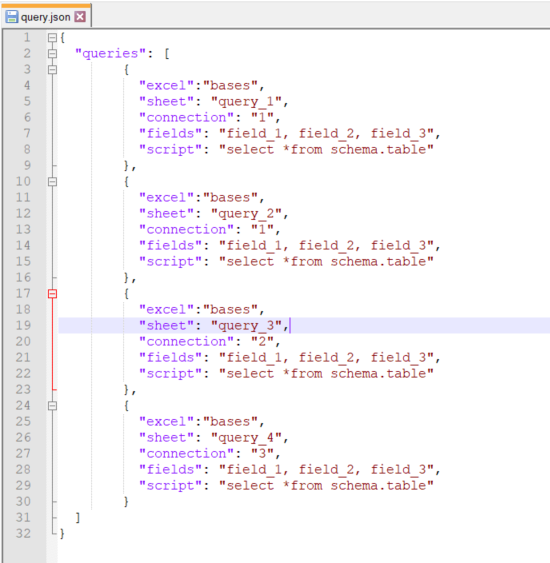 query.json
1 {
2 "queries": [
3 {
4 "excel":"bases",
5 "sheet": "query_1",
6 "connection": "1",
7 "fields": "field_1, field_2, field_3",
8 "script": "select *from schema.table"
9 },
10 {
11 "excel":"bases",
12 "sheet": "query_2",
13 "connection": "1",
14 "fields": "field_1, field_2, field_3",
15 "script": "select *from schema.table"
16 },
17 {
18 "excel":"bases",
19 "sheet": "query_3",
20 "connection": "2",
21 "fields": "field_1, field_2, field_3",
22 "script": "select *from schema.table"
23 },
24 {
25 "excel":"bases",
26 "sheet": "query_4",
27 "connection": "3",
28 "fields": "field_1, field_2, field_3",
29 "script": "select *from schema.table"
30 }
31 ]
32 }